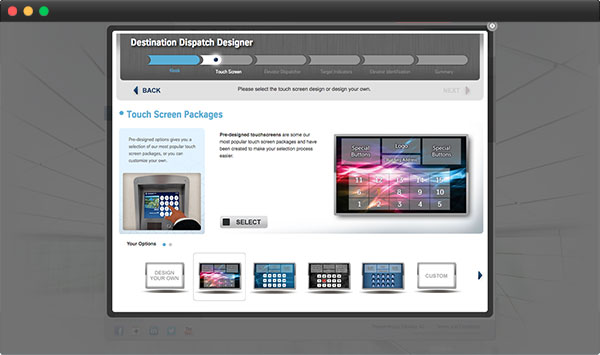 Destination Dispatch Designer
Touch Screen
Elevator Dispatcher
Target Indicators
Elevator Identification
Summary
BACK
Please select the touch screen design or design your own.
NEXT
Touch Screen Packages
Pre-designed options gives you a
selection of our most popular touch
screen packages, or you can
customize your own.
Pre-designed touchscreens are some our
most popular touch screen packages and have
been created to make your selection process
easier.
Special
Buttons
Logo
Special
Buttons
11 12 13 14 15
6 7 8 9 10
1 2 3 4 5
SELECT
Your Options
DESIGN
YOUR OWN
CUSTOM